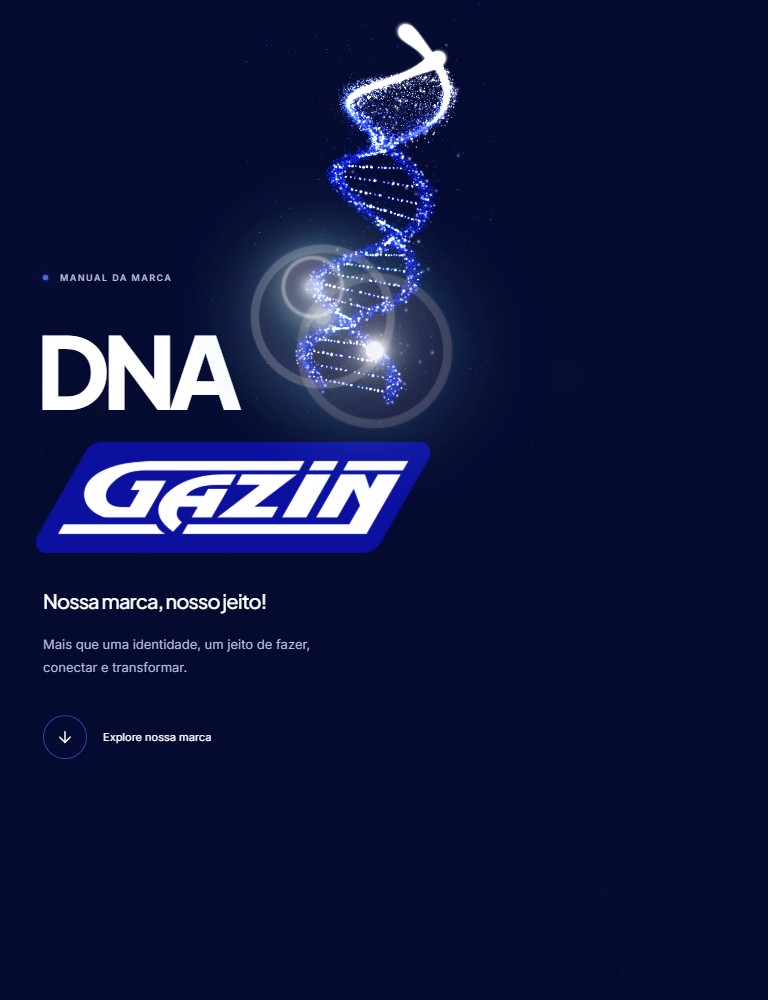 MANUAL DA MARCA
DNA
GAZIN
Nossa marca, nosso jeito!
Mais que uma identidade, um jeito de fazer,
conectar e transformar.
Explore nossa marca